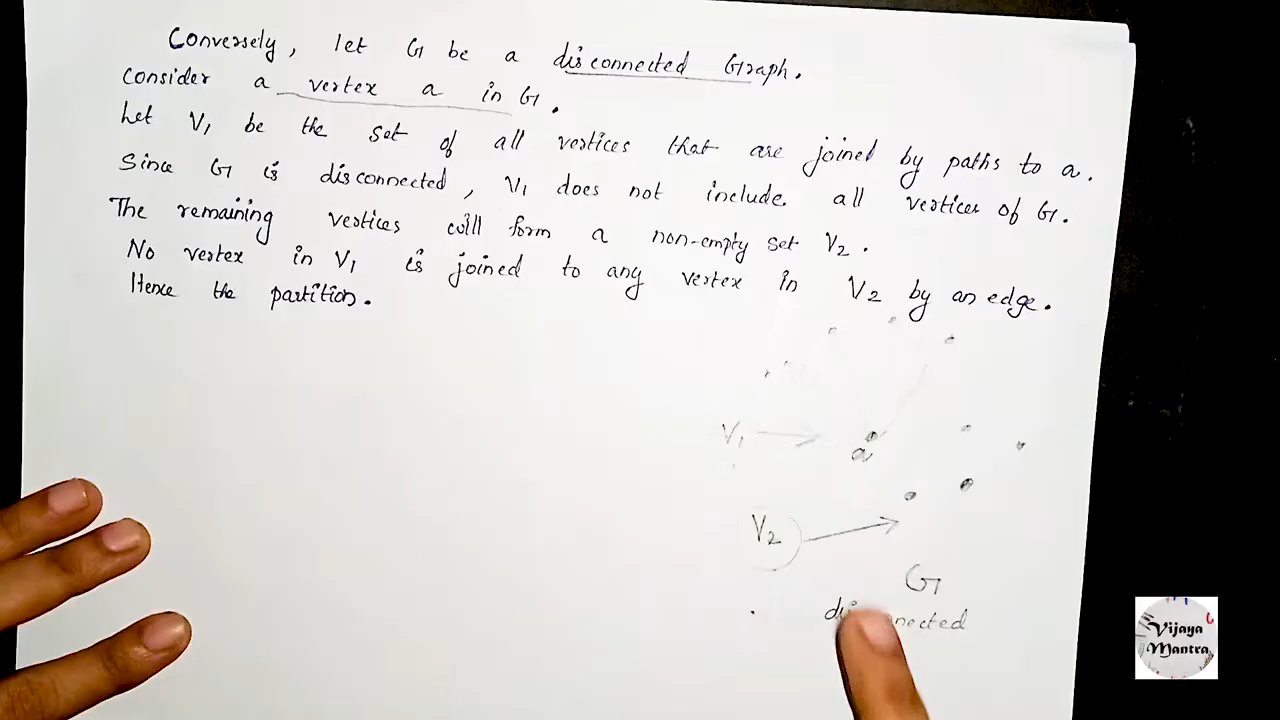 Conversely, let G be a disconnected Graph.
Consider a vertex a in G.
Let V1 be the set of all vertices that are joined by paths to a.
Since G is disconnected, V1 does not include all vertices of G.
The remaining vertices will form a non-empty set V2.
No vertex in V1 is joined to any vertex in V2 by an edge.
Hence the partition.
V1
a
V2
G
Vijaya
Mantra